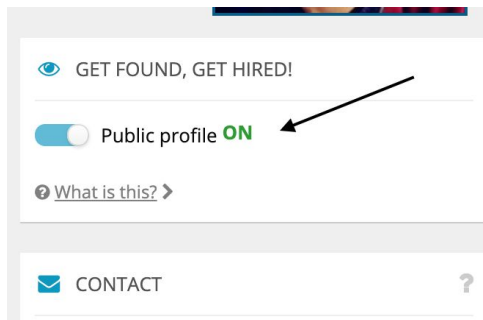 GET FOUND, GET HIRED!
Public profile ON
What is this?
CONTACT
?